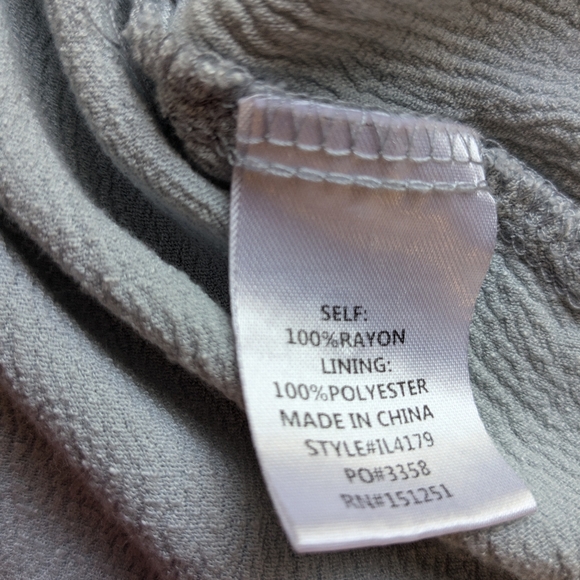 SELF:
100%RAYON
LINING:
100%POLYESTER
MADE IN CHINA
STYLE#IL4179
PO#3358
RN#151251